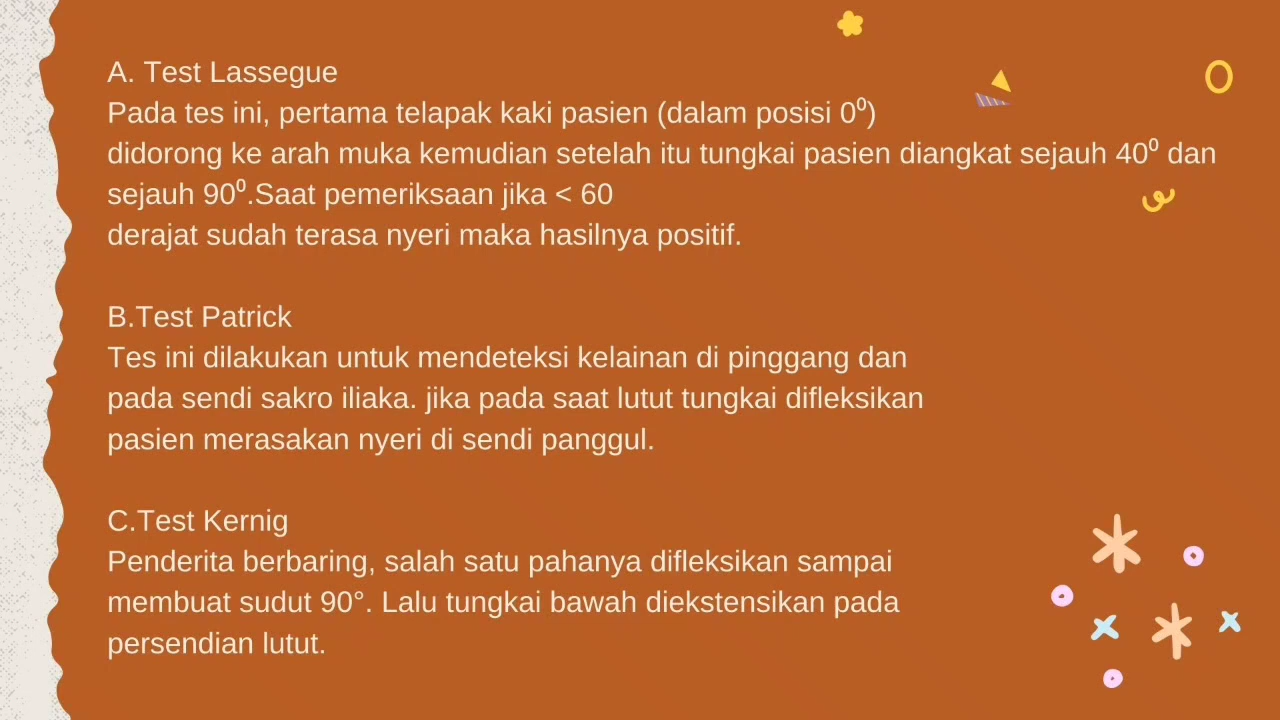 A. Test Lassegue
Pada tes ini, pertama telapak kaki pasien (dalam posisi 0⁰)
didorong ke arah muka kemudian setelah itu tungkai pasien diangkat sejauh 40⁰ dan
sejauh 90⁰.Saat pemeriksaan jika < 60
derajat sudah terasa nyeri maka hasilnya positif.
B.Test Patrick
Tes ini dilakukan untuk mendeteksi kelainan di pinggang dan
pada sendi sakro iliaka. jika pada saat lutut tungkai difleksikan
pasien merasakan nyeri di sendi panggul.
C.Test Kernig
Penderita berbaring, salah satu pahanya difleksikan sampai
membuat sudut 90°. Lalu tungkai bawah diekstensikan pada
persendian lutut.